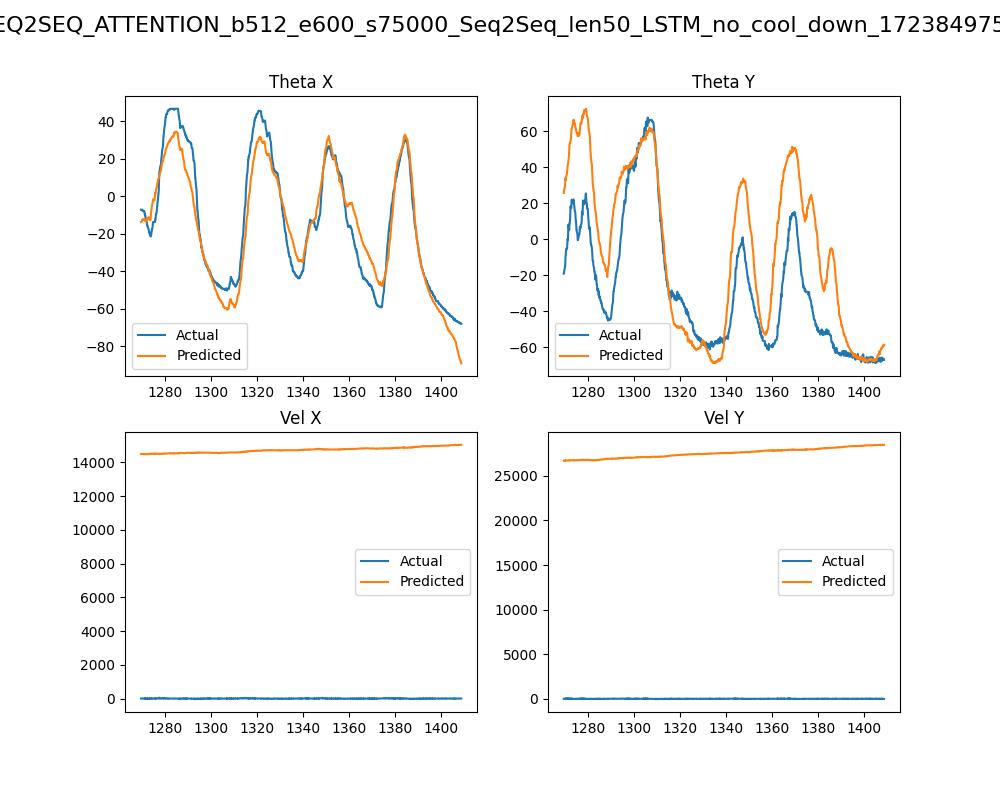 EQ2SEQ_ATTENTION_b512_e600_s75000_Seq2Seq_len50_LSTM_no_cool_down_172384975
Theta X
40
20
0
−20
−40
−60
−80
Actual
Predicted
1280 1300 1320 1340 1360 1380 1400
Theta Y
60
40
20
0
−20
−40
−60
Actual
Predicted
1280 1300 1320 1340 1360 1380 1400
Vel X
14000
12000
10000
8000
6000
4000
2000
0
Actual
Predicted
1280 1300 1320 1340 1360 1380 1400
Vel Y
25000
20000
15000
10000
5000
0
Actual
Predicted
1280 1300 1320 1340 1360 1380 1400